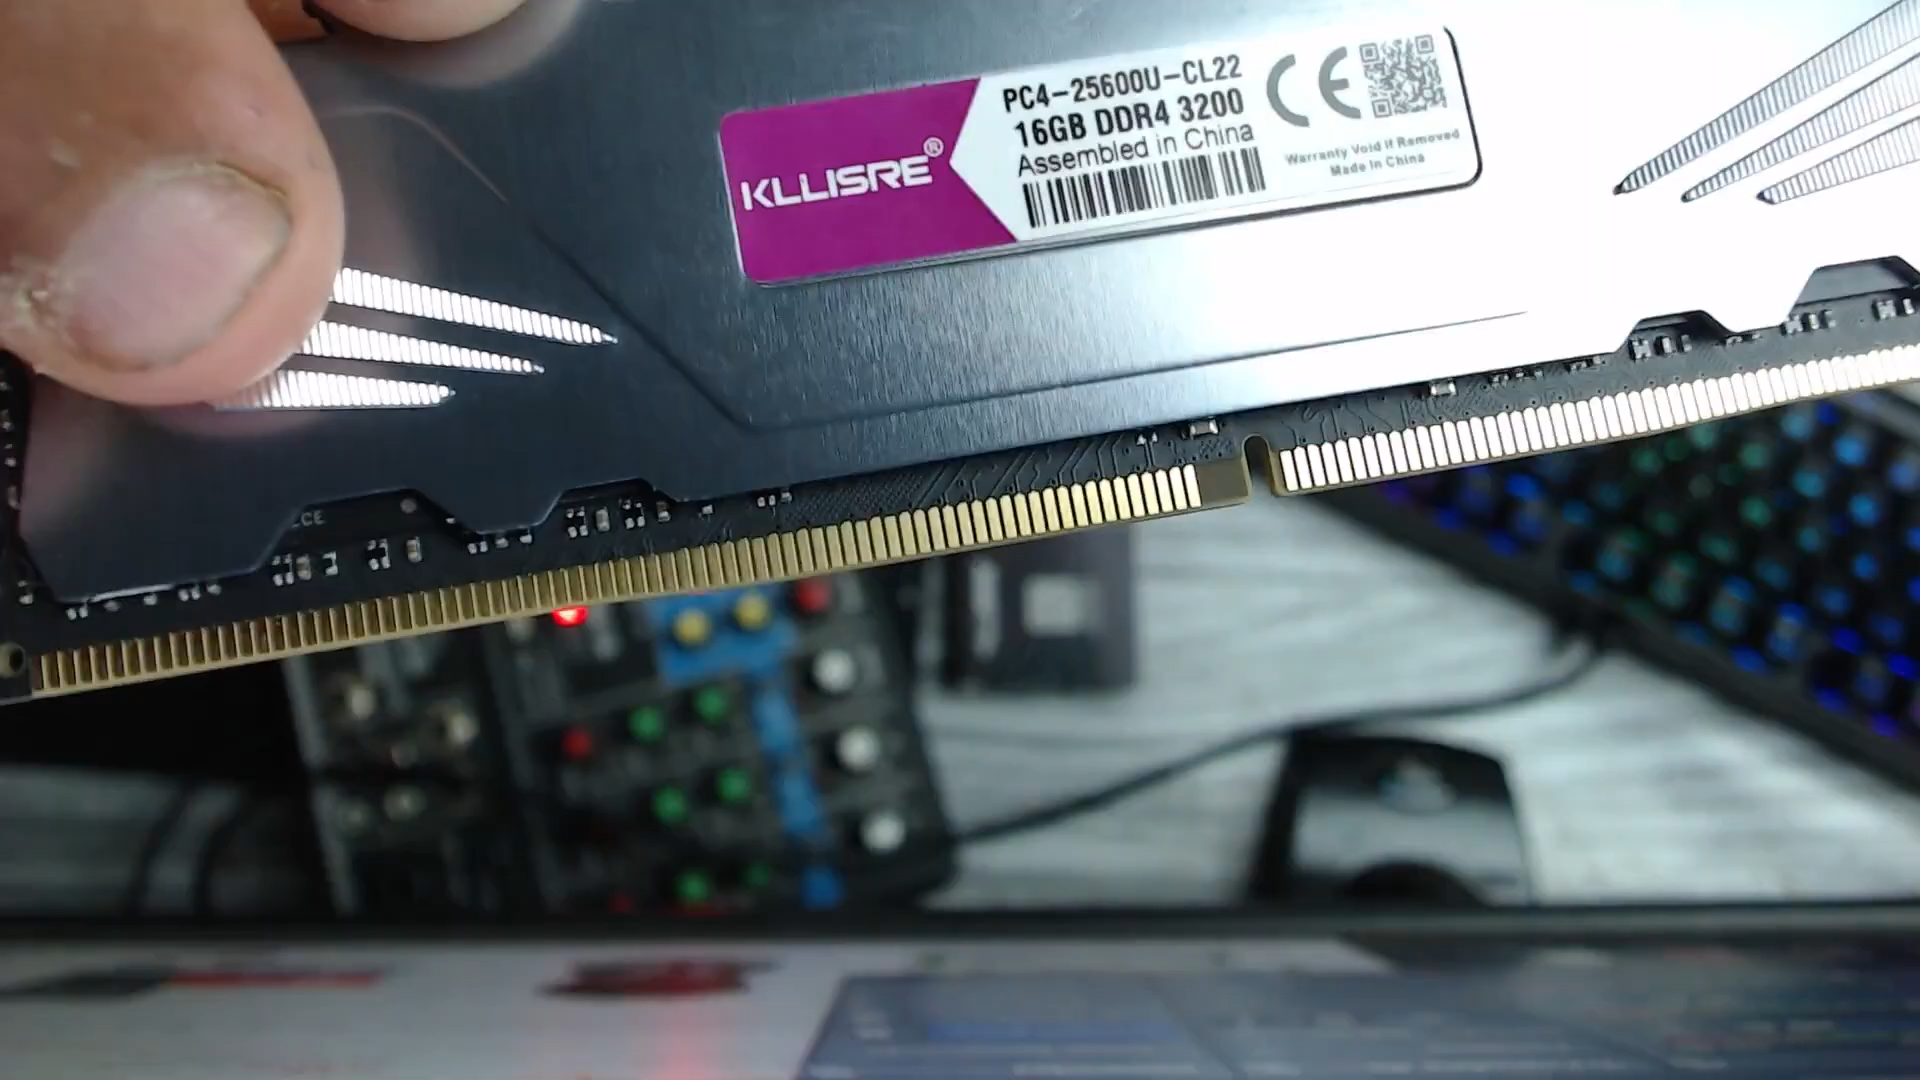 KLLISRE®
PC4-25600U-CL22
16GB DDR4 3200
Assembled in China
CE
Warranty Void If Removed
Made In China